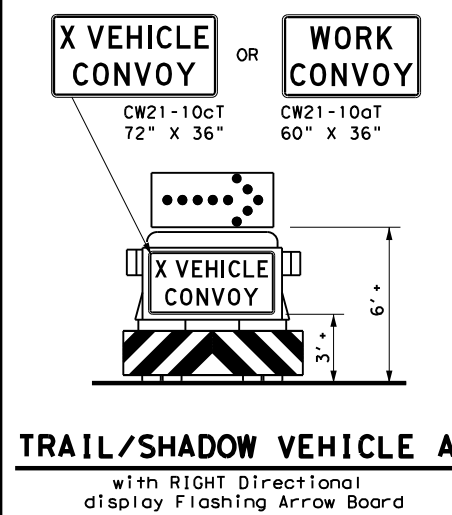 X VEHICLE
CONVOY
OR
WORK
CONVOY
CW21-10cT
72" X 36"
CW21-10aT
60" X 36"
X VEHICLE
CONVOY
6'+
3'+
TRAIL/SHADOW VEHICLE A
with RIGHT Directional
display Flashing Arrow Board